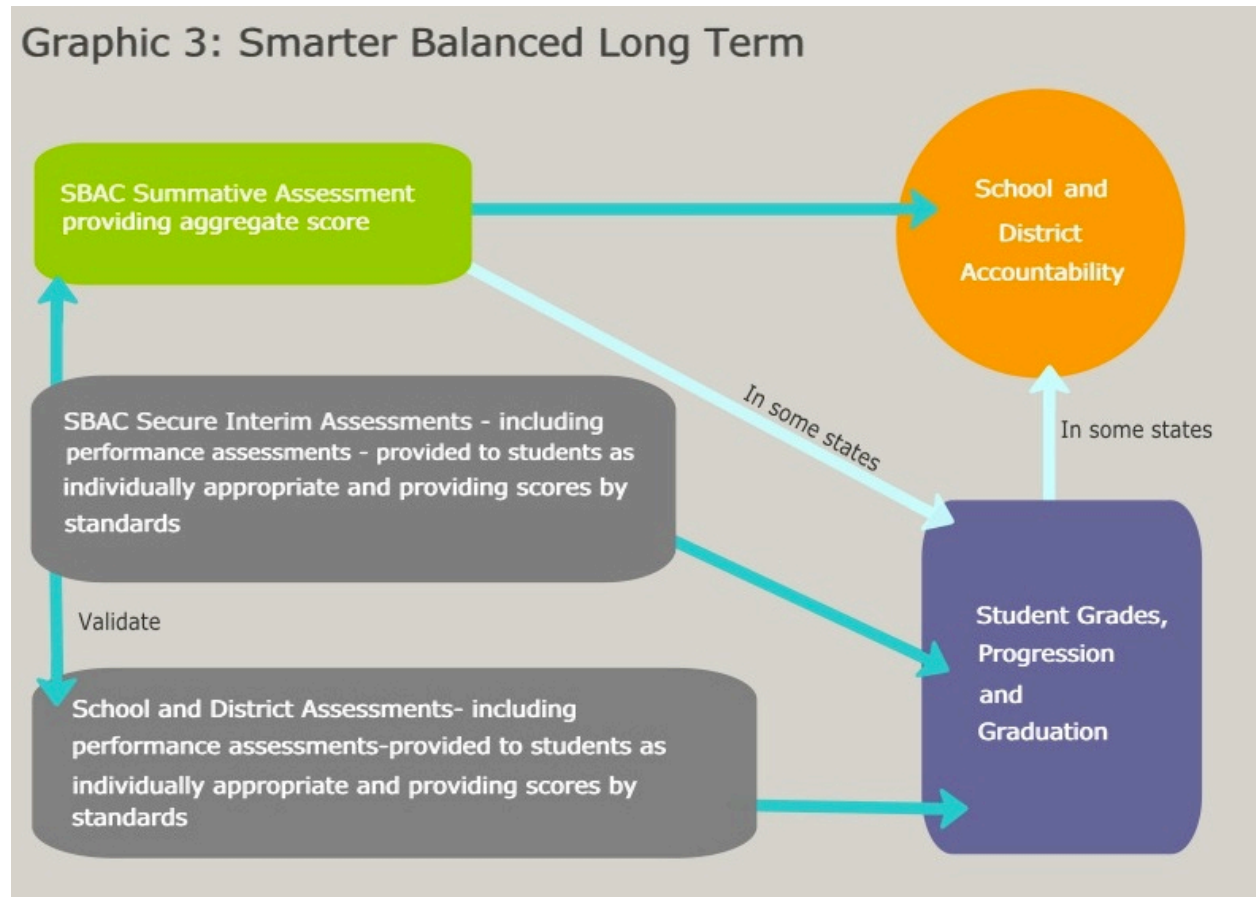 Graphic 3: Smarter Balanced Long Term
SBAC Summative Assessment
providing aggregate score
School and
District
Accountability
In some states
In some states
SBAC Secure Interim Assessments - including
performance assessments - provided to students as
individually appropriate and providing scores by
standards
Validate
Student Grades,
Progression
and
Graduation
School and District Assessments- including
performance assessments-provided to students as
individually appropriate and providing scores by
standards